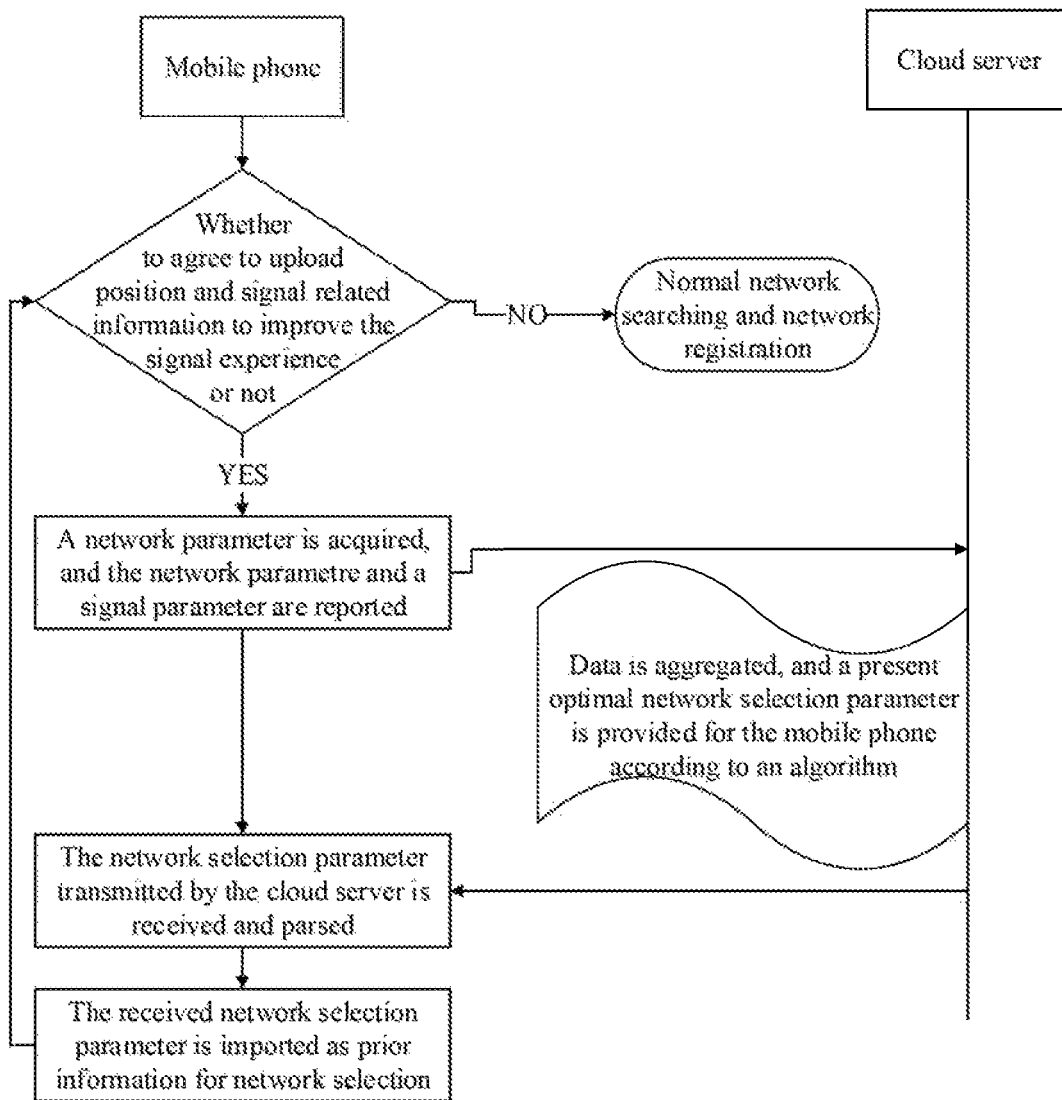 Mobile phone
Cloud server
Whether
to agree to upload
position and signal related
information to improve the
signal experience
or not
NO
Normal network
searching and network
registration
YES
A network parameter is acquired,
and the network parametre and a
signal parameter are reported
Data is aggregated, and a present
optimal network selection parameter
is provided for the mobile phone
according to an algorithm
The network selection parameter
transmitted by the cloud server is
received and parsed
The received network selection
parameter is imported as prior
information for network selection